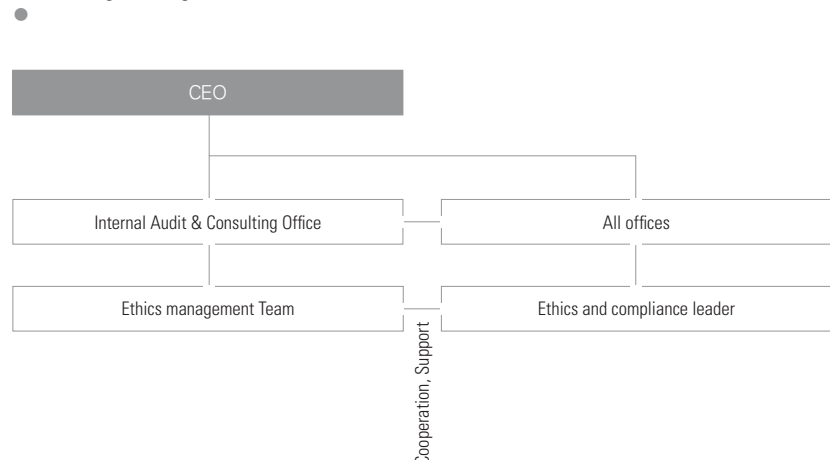 CEO
Internal Audit & Consulting Office
All offices
Ethics management Team
Ethics and compliance leader
Cooperation, Support